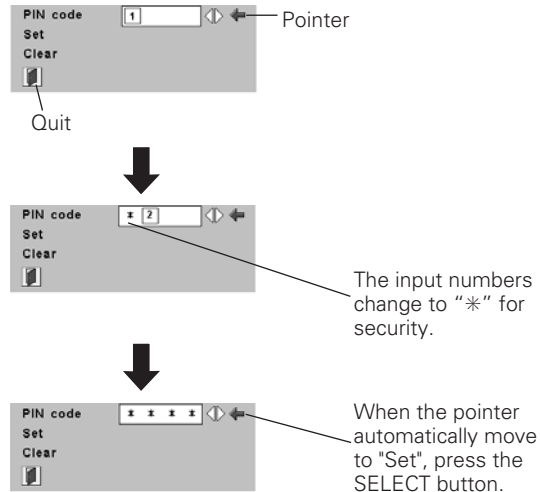 PIN code 1
Pointer
Set
Clear
Quit
PIN code * 2
Set
Clear
The input numbers
change to “✳” for
security.
PIN code * * * *
Set
Clear
When the pointer
automatically move
to "Set", press the
SELECT button.